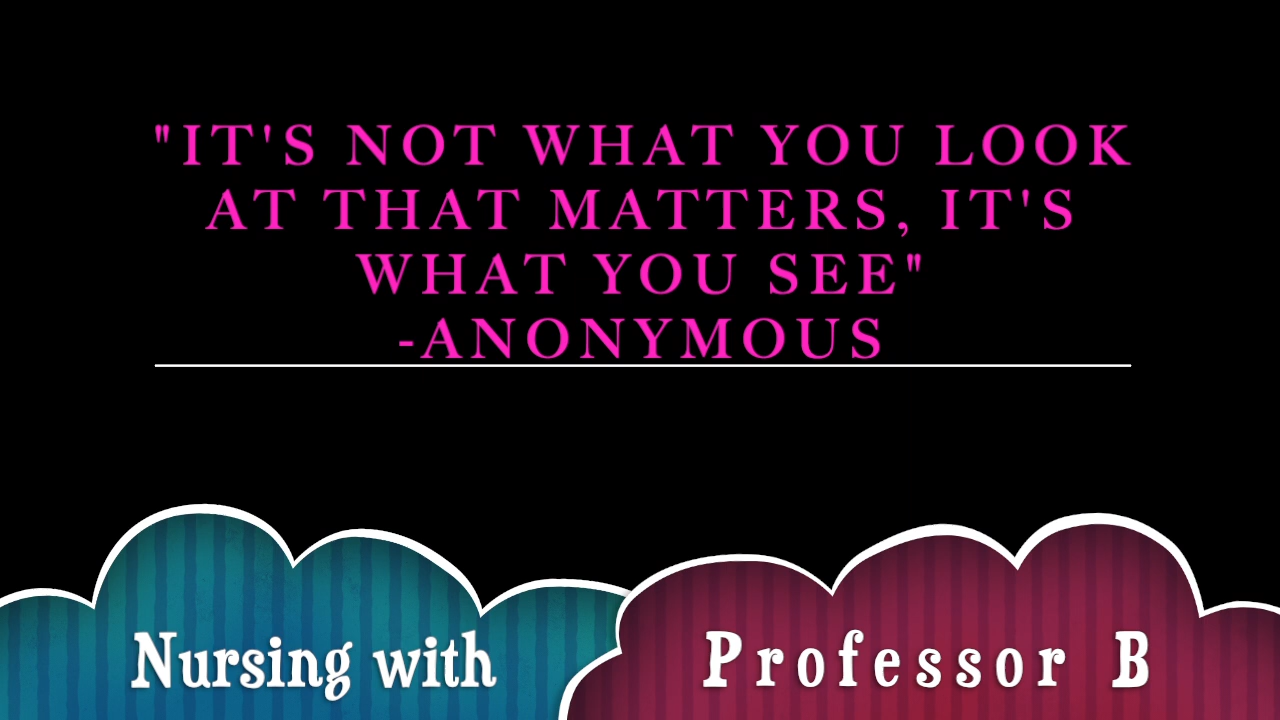 "IT'S NOT WHAT YOU LOOK
AT THAT MATTERS, IT'S
WHAT YOU SEE"
-ANONYMOUS
Nursing with
Professor B